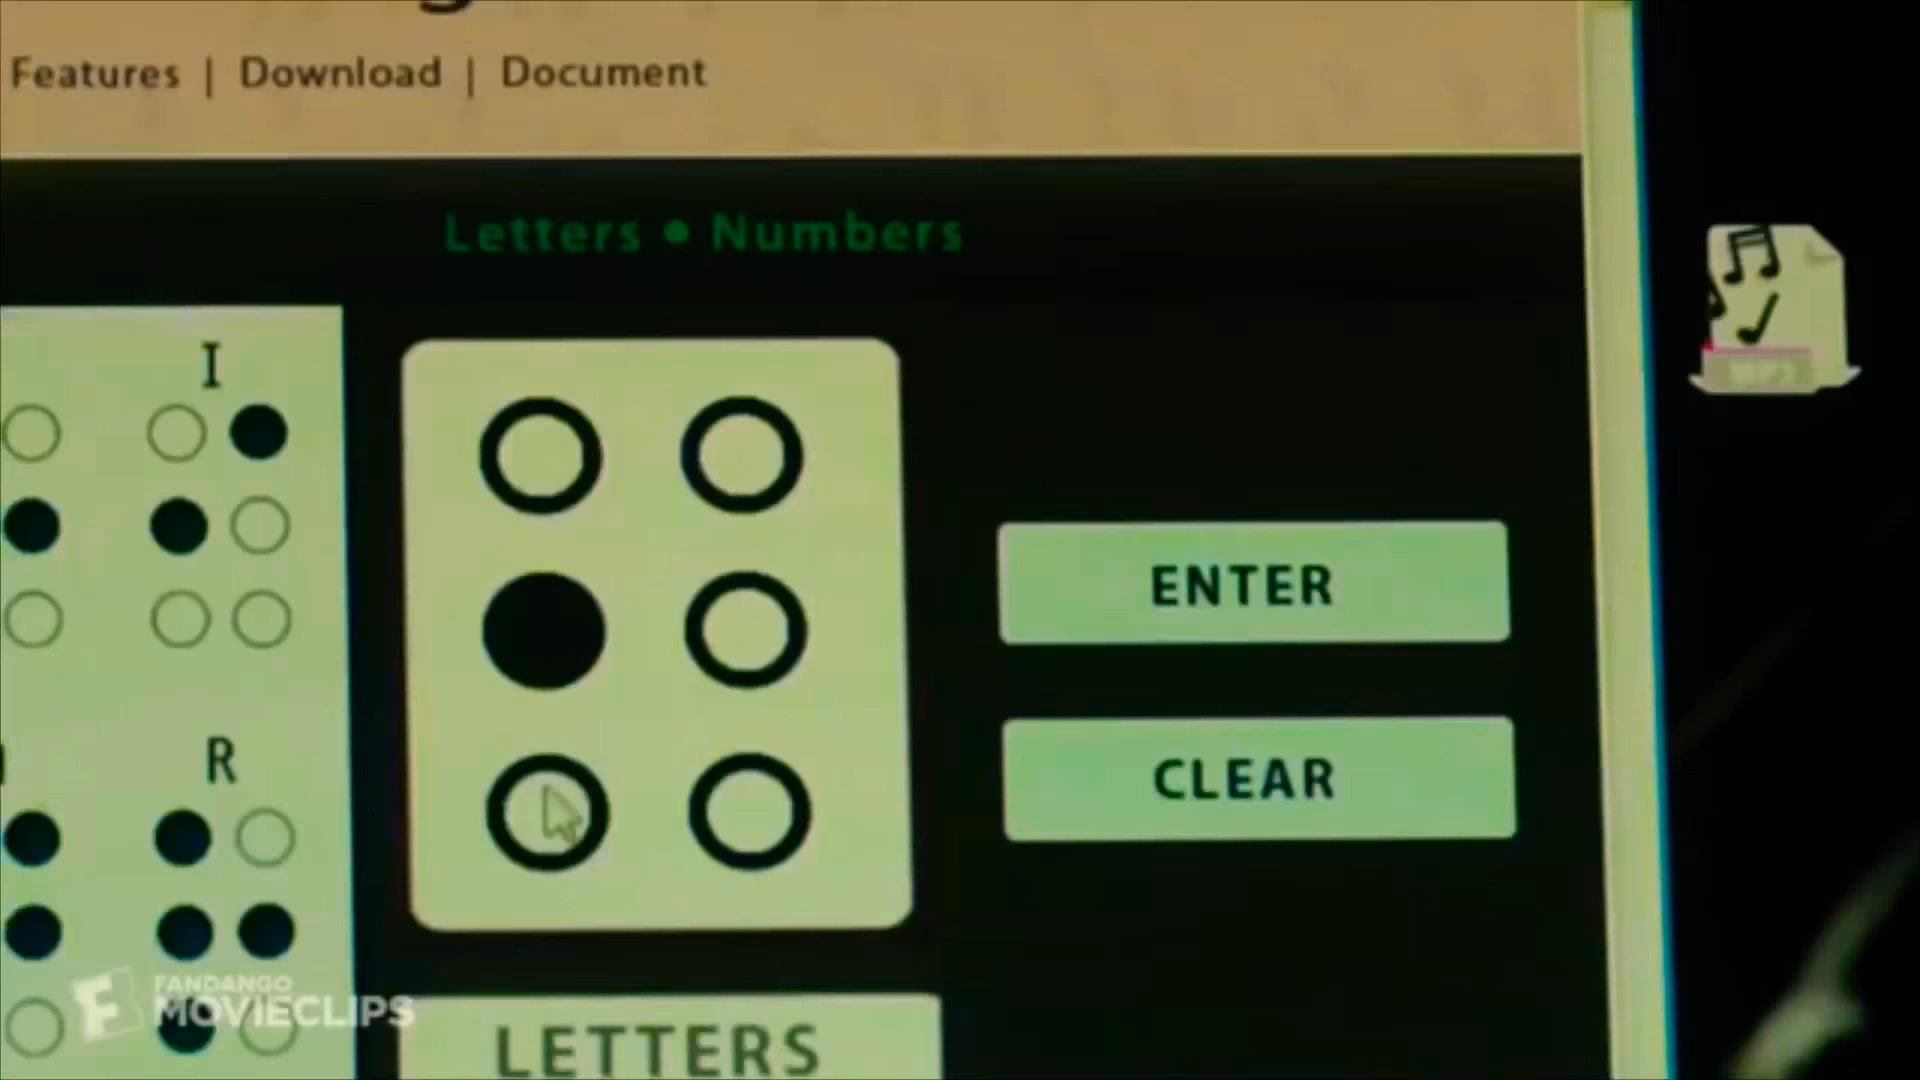 Features | Download | Document
Letters • Numbers
I
R
ENTER
CLEAR
LETTERS
FANDANGO
MOVIECLIPS